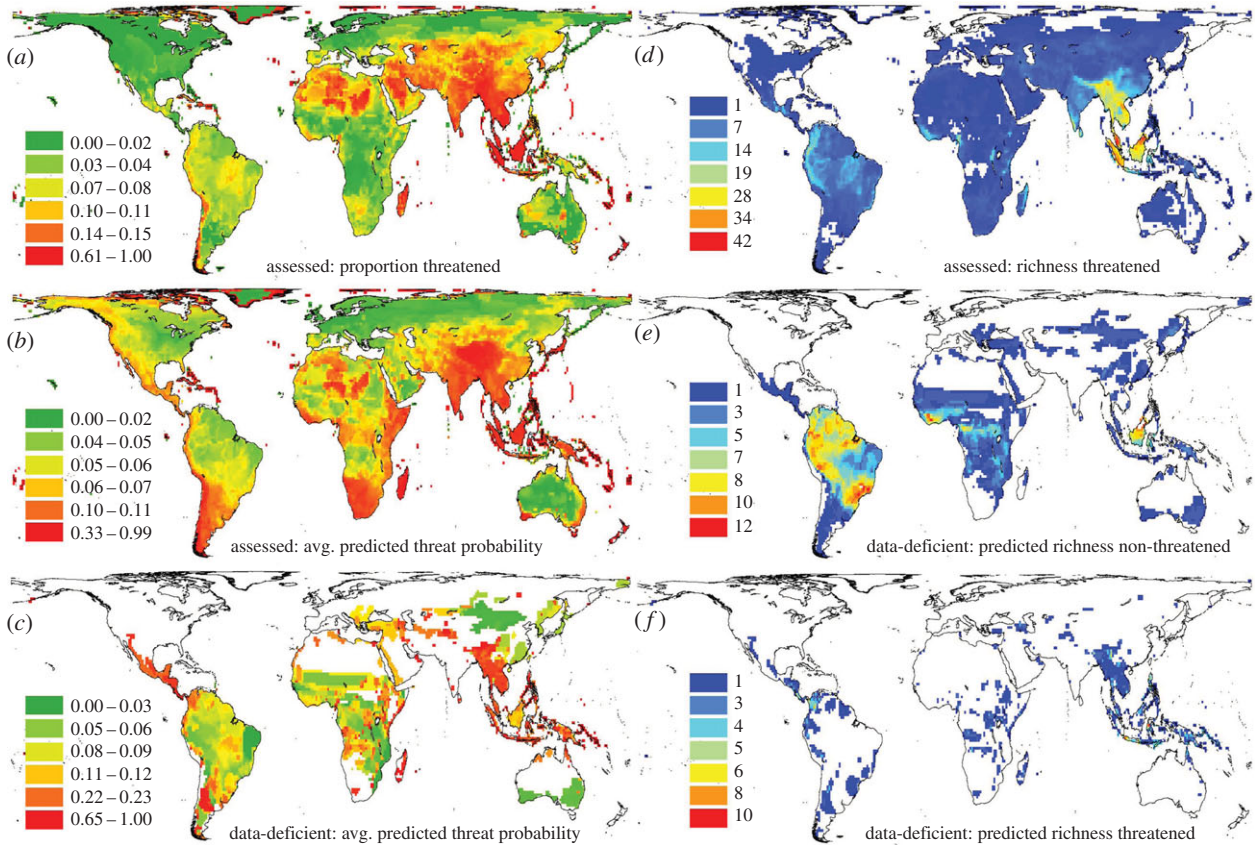 (a)
0.00 – 0.02
0.03 – 0.04
0.07 – 0.08
0.10 – 0.11
0.14 – 0.15
0.61 – 1.00
assessed: proportion threatened
(b)
0.00 – 0.02
0.04 – 0.05
0.05 – 0.06
0.06 – 0.07
0.10 – 0.11
0.33 – 0.99
assessed: avg. predicted threat probability
(c)
0.00 – 0.03
0.05 – 0.06
0.08 – 0.09
0.11 – 0.12
0.22 – 0.23
0.65 – 1.00
data-deficient: avg. predicted threat probability
(d)
1
7
14
19
28
34
42
assessed: richness threatened
(e)
1
3
5
7
8
10
12
data-deficient: predicted richness non-threatened
(f)
1
3
4
5
6
8
10
data-deficient: predicted richness threatened